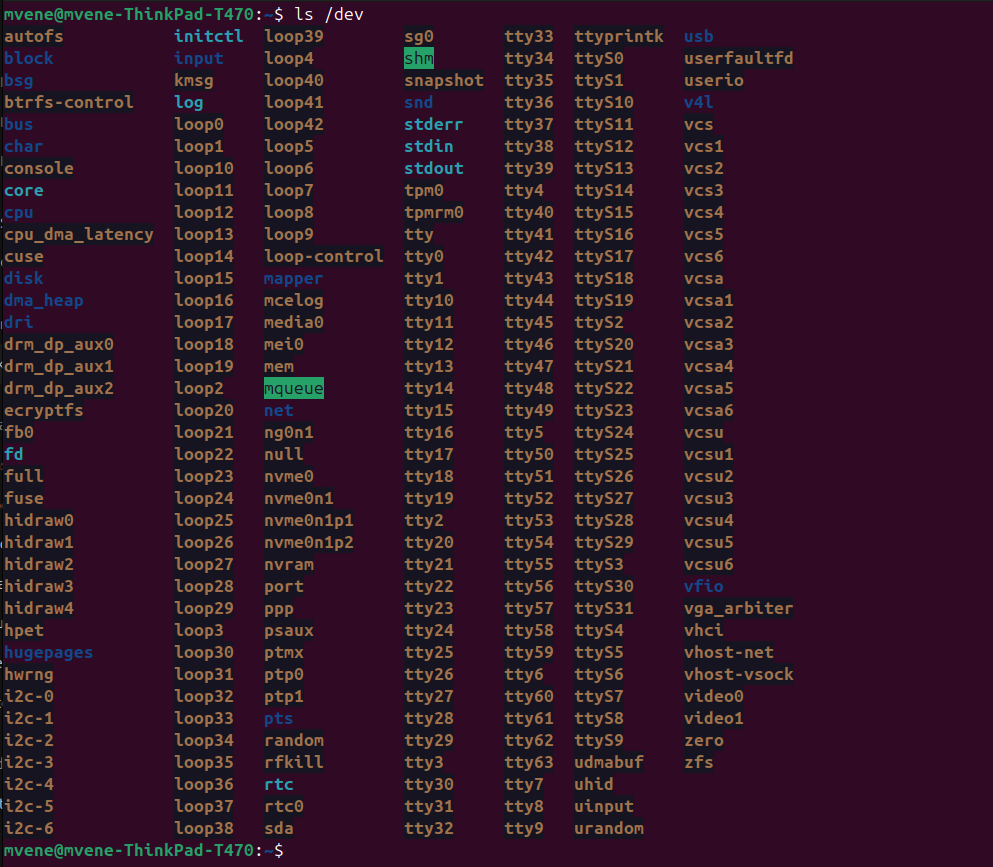 mvene@mvene-ThinkPad-T470:~$ ls /dev
autofs initctl loop39 sg0 tty33 ttyprintk usb
block input loop4 shm tty34 ttyS0 userfaultfd
bsg kmsg loop40 snapshot tty35 ttyS1 userio
btrfs-control log loop41 snd tty36 ttyS10 v4l
bus loop0 loop42 stderr tty37 ttyS11 vcs
char loop1 loop5 stdin tty38 ttyS12 vcs1
console loop10 loop6 stdout tty39 ttyS13 vcs2
core loop11 loop7 tpm0 tty4 ttyS14 vcs3
cpu loop12 loop8 tpmrm0 tty40 ttyS15 vcs4
cpu_dma_latency loop13 loop9 tty tty41 ttyS16 vcs5
cuse loop14 loop-control tty0 tty42 ttyS17 vcs6
disk loop15 mapper tty1 tty43 ttyS18 vcsa
dma_heap loop16 mcelog tty10 tty44 ttyS19 vcsa1
dri loop17 media0 tty11 tty45 ttyS2 vcsa2
drm_dp_aux0 loop18 mei0 tty12 tty46 ttyS20 vcsa3
drm_dp_aux1 loop19 mem tty13 tty47 ttyS21 vcsa4
drm_dp_aux2 loop2 mqueue tty14 tty48 ttyS22 vcsa5
ecryptfs loop20 net tty15 tty49 ttyS23 vcsa6
fb0 loop21 ng0n1 tty16 tty5 ttyS24 vcsu
fd loop22 null tty17 tty50 ttyS25 vcsu1
full loop23 nvme0 tty18 tty51 ttyS26 vcsu2
fuse loop24 nvme0n1 tty19 tty52 ttyS27 vcsu3
hidraw0 loop25 nvme0n1p1 tty2 tty53 ttyS28 vcsu4
hidraw1 loop26 nvme0n1p2 tty20 tty54 ttyS29 vcsu5
hidraw2 loop27 nvram tty21 tty55 ttyS3 vcsu6
hidraw3 loop28 port tty22 tty56 ttyS30 vfio
hidraw4 loop29 ppp tty23 tty57 ttyS31 vga_arbiter
hpet loop3 psaux tty24 tty58 ttyS4 vhci
hugepages loop30 ptmx tty25 tty59 ttyS5 vhost-net
hwrng loop31 ptp0 tty26 tty6 ttyS6 vhost-vsock
i2c-0 loop32 ptp1 tty27 tty60 ttyS7 video0
i2c-1 loop33 pts tty28 tty61 ttyS8 video1
i2c-2 loop34 random tty29 tty62 ttyS9 zero
i2c-3 loop35 rfkill tty3 tty63 udmabuf zfs
i2c-4 loop36 rtc tty30 tty7 uhid
i2c-5 loop37 rtc0 tty31 tty8 uinput
i2c-6 loop38 sda tty32 tty9 urandom
mvene@mvene-ThinkPad-T470:~$